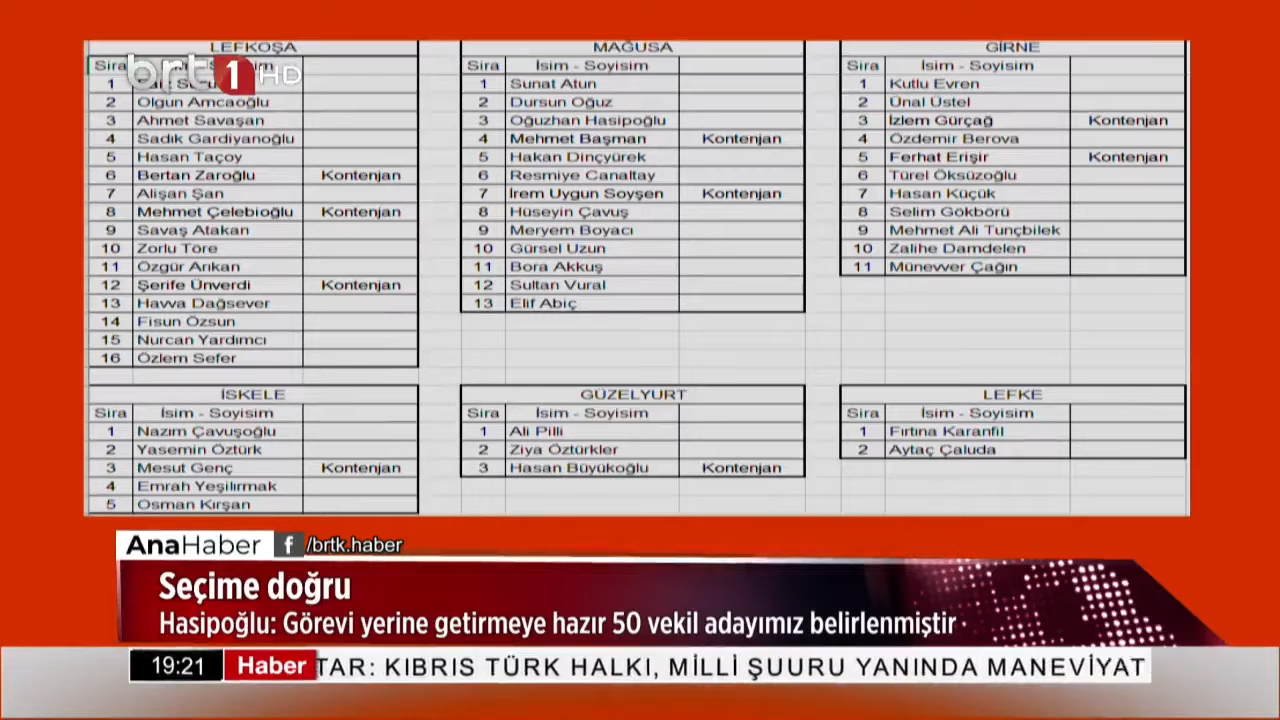 LEFKOŞA
Sıra
brt 1 HD
1
2 Olgun Amcaoğlu
3 Ahmet Savaşan
4 Sadık Gardiyanoğlu
5 Hasan Taçoy
6 Bertan Zaroğlu Kontenjan
7 Alişan Şan
8 Mehmet Çelebioğlu Kontenjan
9 Savaş Atakan
10 Zorlu Töre
11 Özgür Arıkan
12 Şerife Ünverdi Kontenjan
13 Havva Dağsever
14 Fisun Özsun
15 Nurcan Yardımcı
16 Özlem Sefer
MAĞUSA
Sıra İsim - Soyisim
1 Sunat Atun
2 Dursun Oğuz
3 Oğuzhan Hasipoğlu
4 Mehmet Başman Kontenjan
5 Hakan Dinçyürek
6 Resmiye Canaltay
7 İrem Uygun Soyşen Kontenjan
8 Hüseyin Çavuş
9 Meryem Boyacı
10 Gürsel Uzun
11 Bora Akkuş
12 Sultan Vural
13 Elif Abiç
GİRNE
Sıra İsim - Soyisim
1 Kutlu Evren
2 Ünal Üstel
3 İzlem Gürçağ Kontenjan
4 Özdemir Berova
5 Ferhat Erişir Kontenjan
6 Türel Öksüzoğlu
7 Hasan Küçük
8 Selim Gökbörü
9 Mehmet Ali Tunçbilek
10 Zalihe Damdelen
11 Münevver Çağın
İSKELE
Sıra İsim - Soyisim
1 Nazım Çavuşoğlu
2 Yasemin Öztürk
3 Mesut Genç Kontenjan
4 Emrah Yeşilırmak
5 Osman Kırşan
GÜZELYURT
Sıra İsim - Soyisim
1 Ali Pilli
2 Ziya Öztürkler
3 Hasan Büyükoğlu Kontenjan
LEFKE
Sıra İsim - Soyisim
1 Fırtına Karanfil
2 Aytaç Çaluda
AnaHaber f /brtk.haber
Seçime doğru
Hasipoğlu: Görevi yerine getirmeye hazır 50 vekil adayımız belirlenmiştir
19:21 Haber TAR: KIBRIS TÜRK HALKI, MİLLİ ŞUURU YANINDA MANEVİYAT